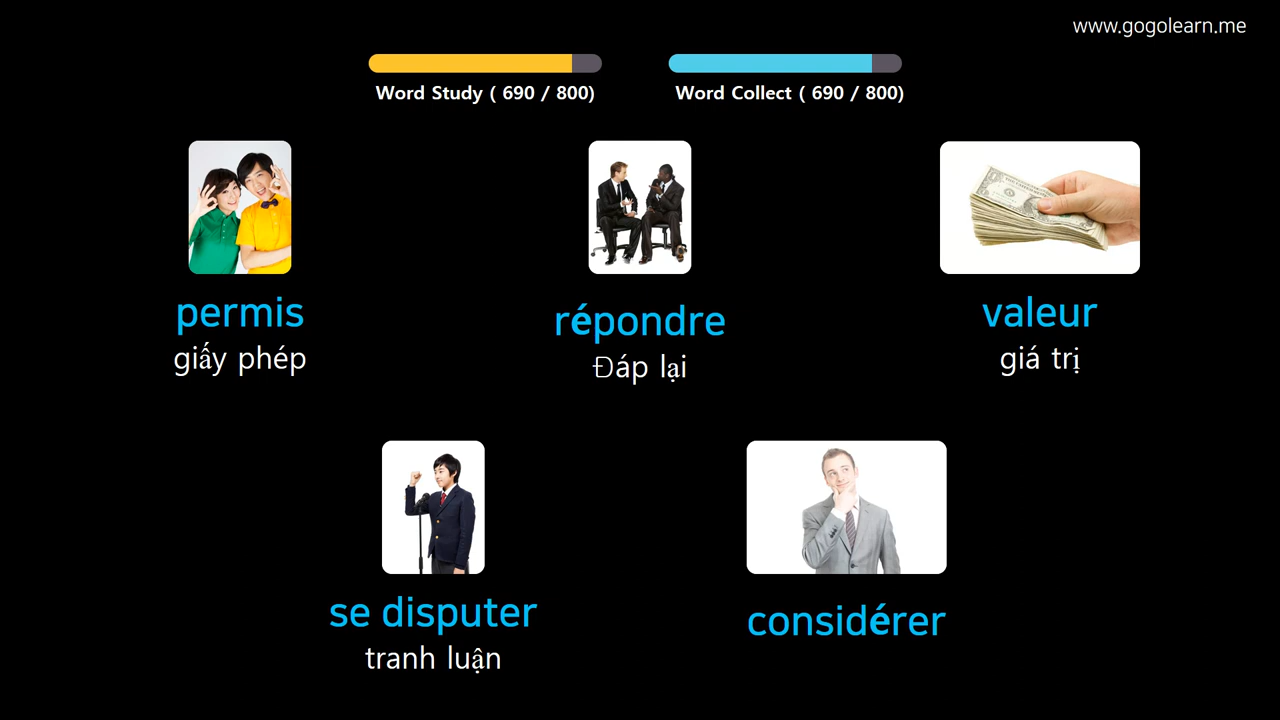 www.gogolearn.me
Word Study ( 690 / 800)
Word Collect ( 690 / 800)
permis
giấy phép
répondre
Đáp lại
valeur
giá trị
se disputer
tranh luận
considérer